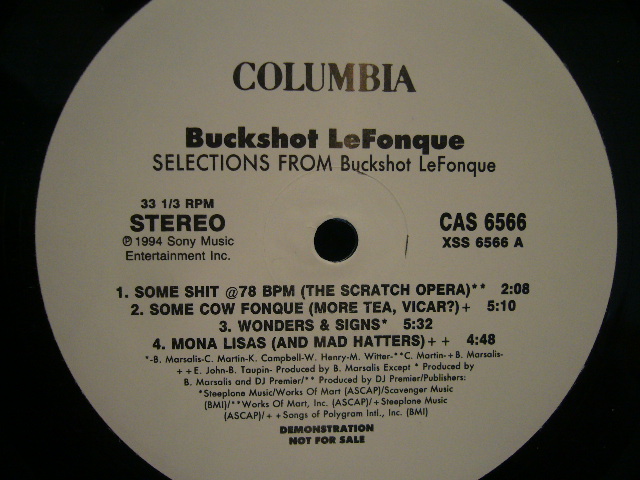 COLUMBIA
Buckshot LeFonque
SELECTIONS FROM Buckshot LeFonque
33 1/3 RPM
STEREO
℗ 1994 Sony Music
Entertainment Inc.
CAS 6566
XSS 6566 A
1. SOME SHIT @78 BPM (THE SCRATCH OPERA)** 2:08
2. SOME COW FONQUE (MORE TEA, VICAR?)+ 5:10
3. WONDERS & SIGNS* 5:32
4. MONA LISAS (AND MAD HATTERS)++ 4:48
*-B. Marsalis-C. Martin-K. Campbell-W. Henry-M. Witter-**C. Martin-+B. Marsalis-
++E. John-B. Taupin- Produced by B. Marsalis Except * Produced by
B. Marsalis and DJ Premier/** Produced by DJ Premier/Publishers:
*Steeplone Music/Works Of Mart (ASCAP)/Scavenger Music
(BMI)/**Works Of Mart, Inc. (ASCAP)/+Steeplone Music
(ASCAP)/++Songs of Polygram Intl., Inc. (BMI)
DEMONSTRATION
NOT FOR SALE